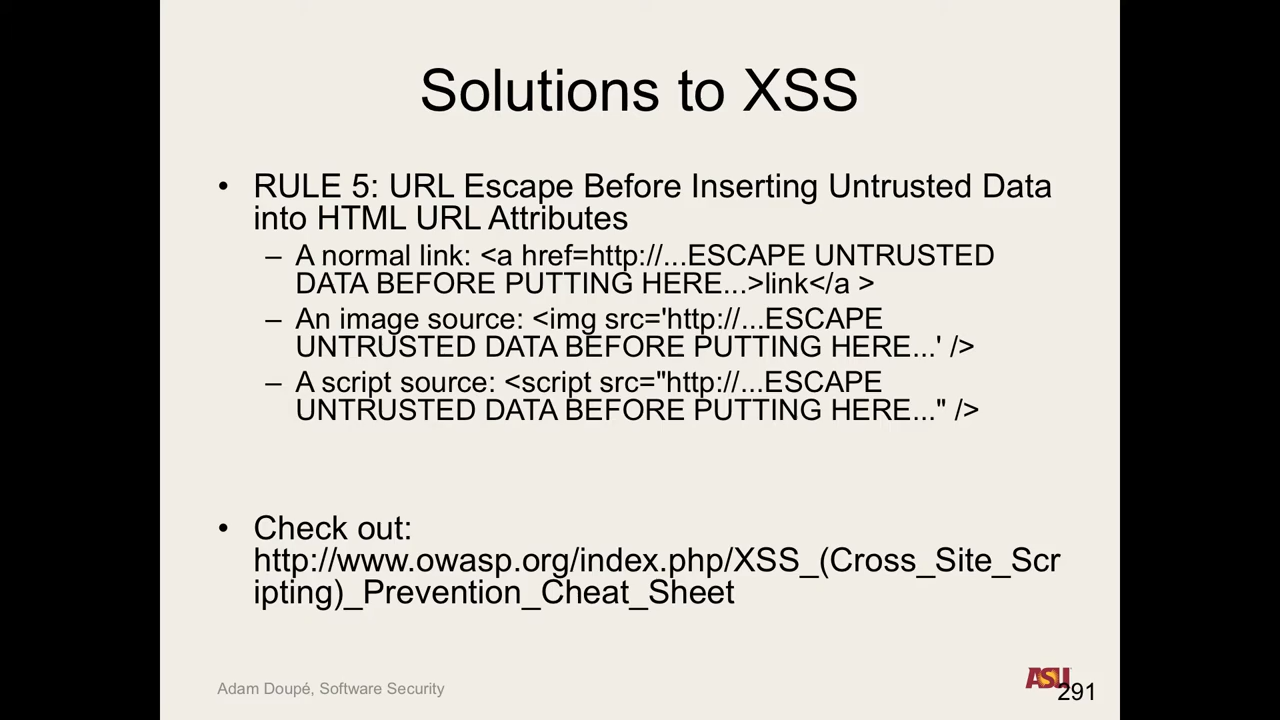 Solutions to XSS
• RULE 5: URL Escape Before Inserting Untrusted Data
into HTML URL Attributes
– A normal link: <a href=http://...ESCAPE UNTRUSTED
DATA BEFORE PUTTING HERE...>link</a >
– An image source: <img src='http://...ESCAPE
UNTRUSTED DATA BEFORE PUTTING HERE...' />
– A script source: <script src="http://...ESCAPE
UNTRUSTED DATA BEFORE PUTTING HERE..." />
• Check out:
http://www.owasp.org/index.php/XSS_(Cross_Site_Scr
ipting)_Prevention_Cheat_Sheet
Adam Doupé, Software Security
ASU
291